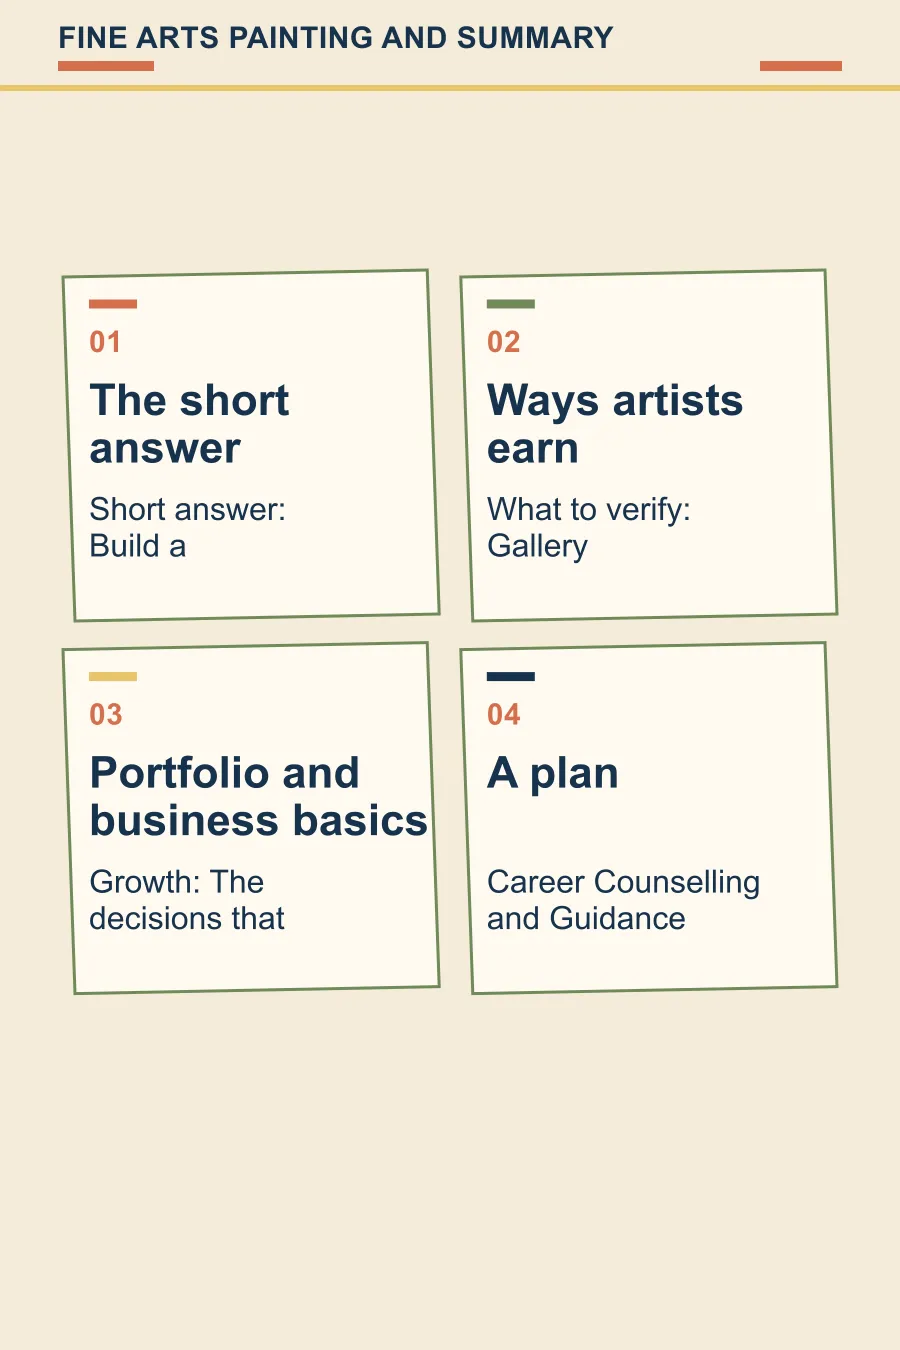 FINE ARTS PAINTING AND SUMMARY
01
The short
answer
Short answer:
Build a
02
Ways artists
earn
What to verify:
Gallery
03
Portfolio and
business basics
Growth: The
decisions that
04
A plan
Career Counselling
and Guidance